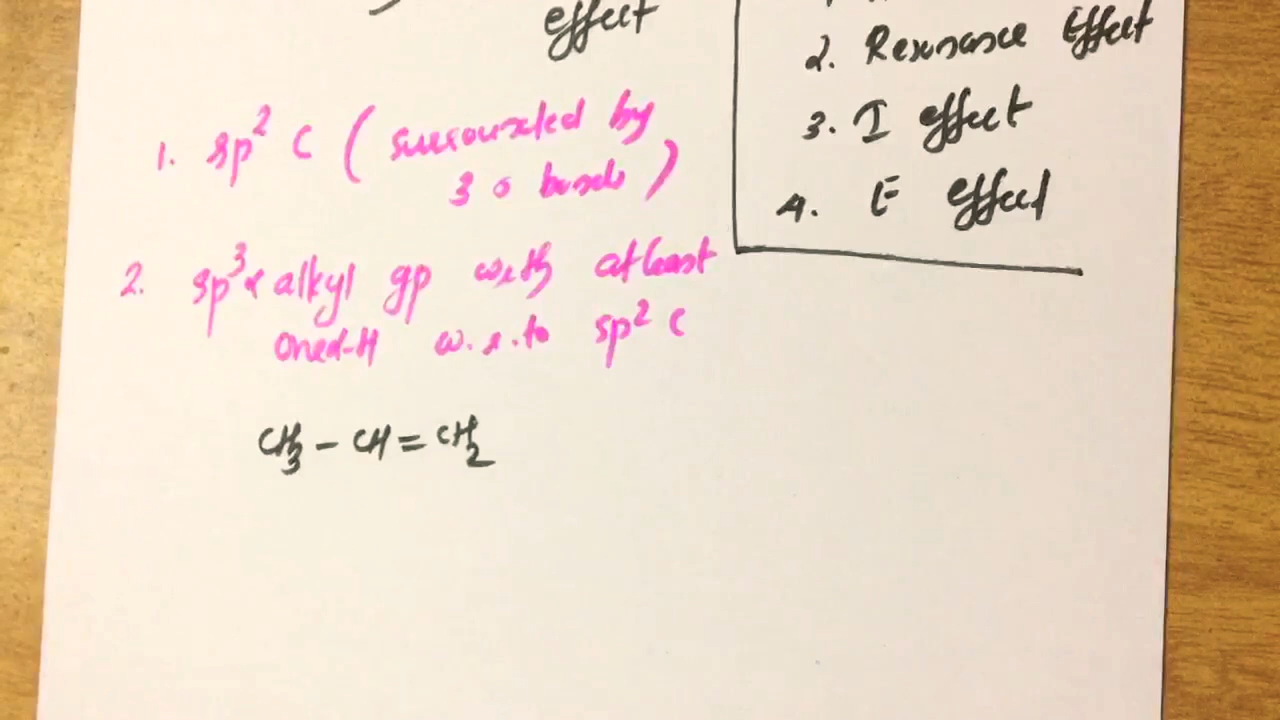 effect
2. Resonance Effect
3. I effect
4. E effect
1. sp² C ( surrounded by
3 σ bonds )
2. sp³ α alkyl gp with atleast
one α-H w.r.to sp² C
CH₃ – CH = CH₂